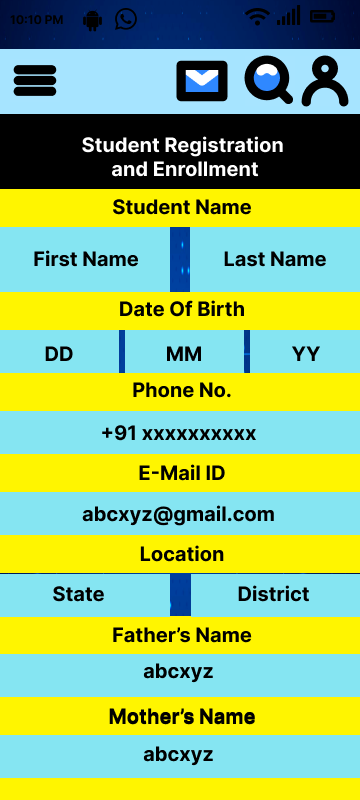 10:10 PM
Student Registration
and Enrollment
Student Name
First Name Last Name
Date Of Birth
DD MM YY
Phone No.
+91 xxxxxxxxxx
E-Mail ID
abcxyz@gmail.com
Location
State District
Father’s Name
abcxyz
Mother’s Name
abcxyz